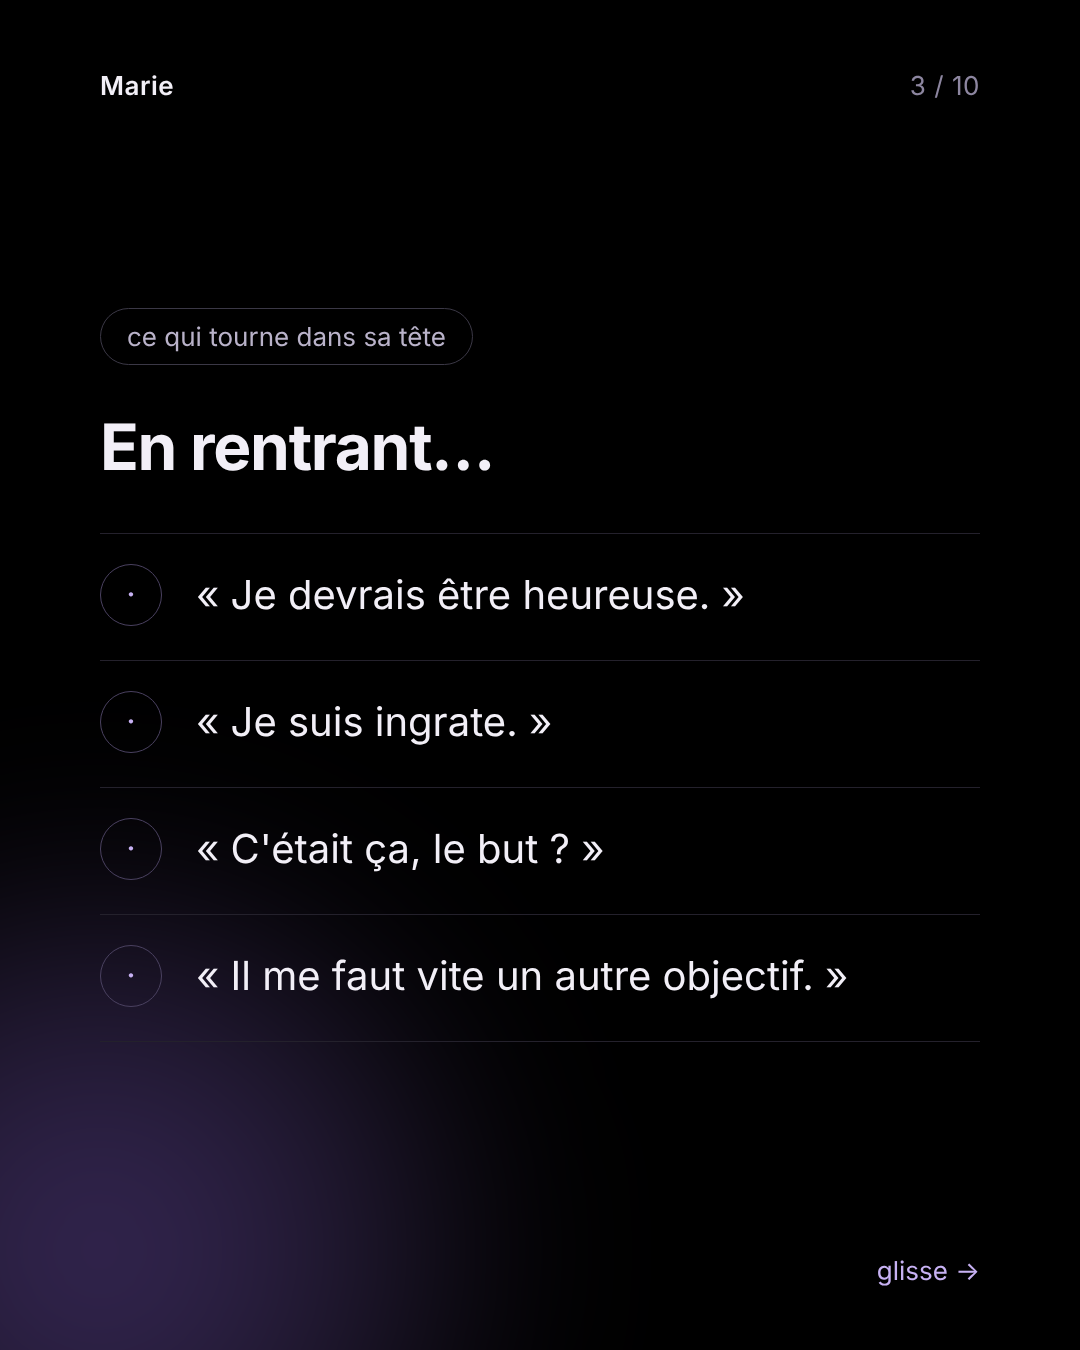 Marie
3 / 10
ce qui tourne dans sa tête
En rentrant…
« Je devrais être heureuse. »
« Je suis ingrate. »
« C'était ça, le but ? »
« Il me faut vite un autre objectif. »
glisse →